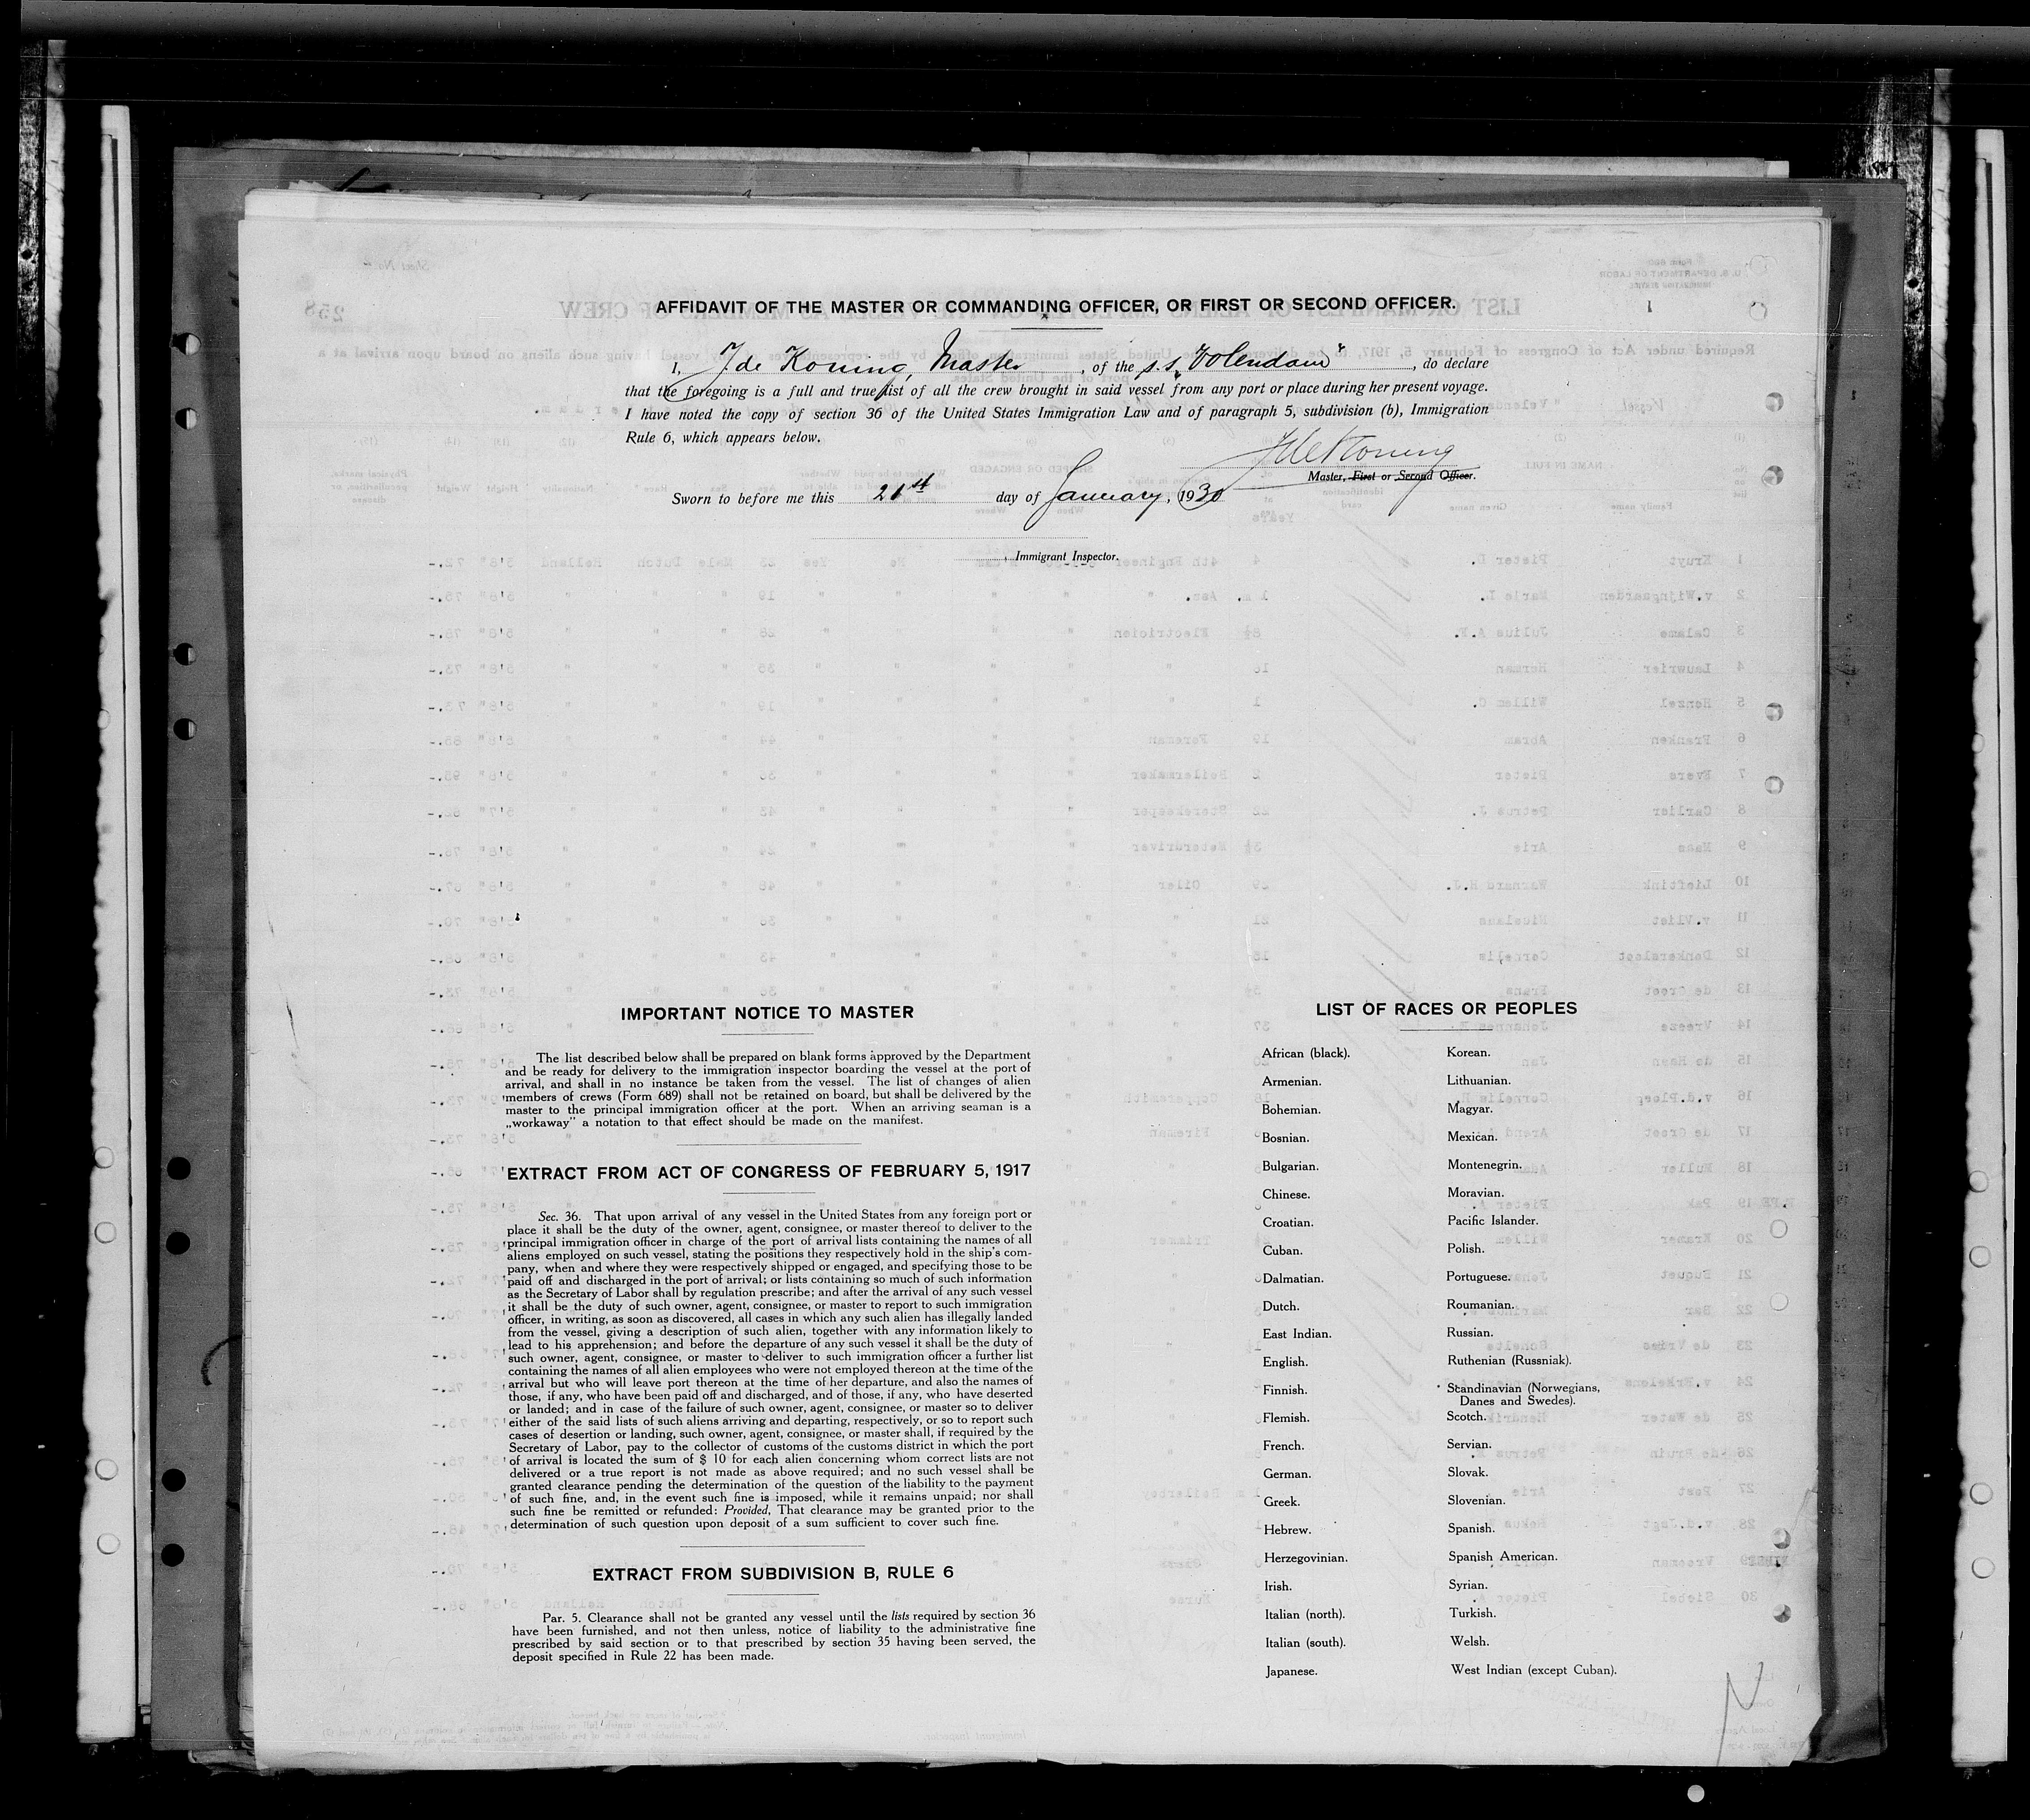 AFFIDAVIT OF THE MASTER OR COMMANDING OFFICER, OR FIRST OR SECOND OFFICER.
I, J de Koning, Master, of the s.s. "Volendam", do declare
that the foregoing is a full and true list of all the crew brought in said vessel from any port or place during her present voyage.
I have noted the copy of section 36 of the United States Immigration Law and of paragraph 5, subdivision (b), Immigration
Rule 6, which appears below.
JdeKoning
Master, First or Second Officer.
Sworn to before me this 21st day of January, 1930
, Immigrant Inspector.
IMPORTANT NOTICE TO MASTER
The list described below shall be prepared on blank forms approved by the Department
and be ready for delivery to the immigration inspector boarding the vessel at the port of
arrival, and shall in no instance be taken from the vessel. The list of changes of alien
members of crews (Form 689) shall not be retained on board, but shall be delivered by the
master to the principal immigration officer at the port. When an arriving seaman is a
„workaway" a notation to that effect should be made on the manifest.
EXTRACT FROM ACT OF CONGRESS OF FEBRUARY 5, 1917
Sec. 36. That upon arrival of any vessel in the United States from any foreign port or
place it shall be the duty of the owner, agent, consignee, or master thereof to deliver to the
principal immigration officer in charge of the port of arrival lists containing the names of all
aliens employed on such vessel, stating the positions they respectively hold in the ship's com-
pany, when and where they were respectively shipped or engaged, and specifying those to be
paid off and discharged in the port of arrival; or lists containing so much of such information
as the Secretary of Labor shall by regulation prescribe; and after the arrival of any such vessel
it shall be the duty of such owner, agent, consignee, or master to report to such immigration
officer, in writing, as soon as discovered, all cases in which any such alien has illegally landed
from the vessel, giving a description of such alien, together with any information likely to
lead to his apprehension; and before the departure of any such vessel it shall be the duty of
such owner, agent, consignee, or master to deliver to such immigration officer a further list
containing the names of all alien employees who were not employed thereon at the time of the
arrival but who will leave port thereon at the time of her departure, and also the names of
those, if any, who have been paid off and discharged, and of those, if any, who have deserted
or landed; and in case of the failure of such owner, agent, consignee, or master so to deliver
either of the said lists of such aliens arriving and departing, respectively, or so to report such
cases of desertion or landing, such owner, agent, consignee, or master shall, if required by the
Secretary of Labor, pay to the collector of customs of the customs district in which the port
of arrival is located the sum of $ 10 for each alien concerning whom correct lists are not
delivered or a true report is not made as above required; and no such vessel shall be
granted clearance pending the determination of the question of the liability to the payment
of such fine, and, in the event such fine is imposed, while it remains unpaid; nor shall
such fine be remitted or refunded: Provided, That clearance may be granted prior to the
determination of such question upon deposit of a sum sufficient to cover such fine.
EXTRACT FROM SUBDIVISION B, RULE 6
Par. 5. Clearance shall not be granted any vessel until the lists required by section 36
have been furnished, and not then unless, notice of liability to the administrative fine
prescribed by said section or to that prescribed by section 35 having been served, the
deposit specified in Rule 22 has been made.
LIST OF RACES OR PEOPLES
African (black).
Armenian.
Bohemian.
Bosnian.
Bulgarian.
Chinese.
Croatian.
Cuban.
Dalmatian.
Dutch.
East Indian.
English.
Finnish.
Flemish.
French.
German.
Greek.
Hebrew.
Herzegovinian.
Irish.
Italian (north).
Italian (south).
Japanese.
Korean.
Lithuanian.
Magyar.
Mexican.
Montenegrin.
Moravian.
Pacific Islander.
Polish.
Portuguese.
Roumanian.
Russian.
Ruthenian (Russniak).
Scandinavian (Norwegians,
Danes and Swedes).
Scotch.
Servian.
Slovak.
Slovenian.
Spanish.
Spanish American.
Syrian.
Turkish.
Welsh.
West Indian (except Cuban).